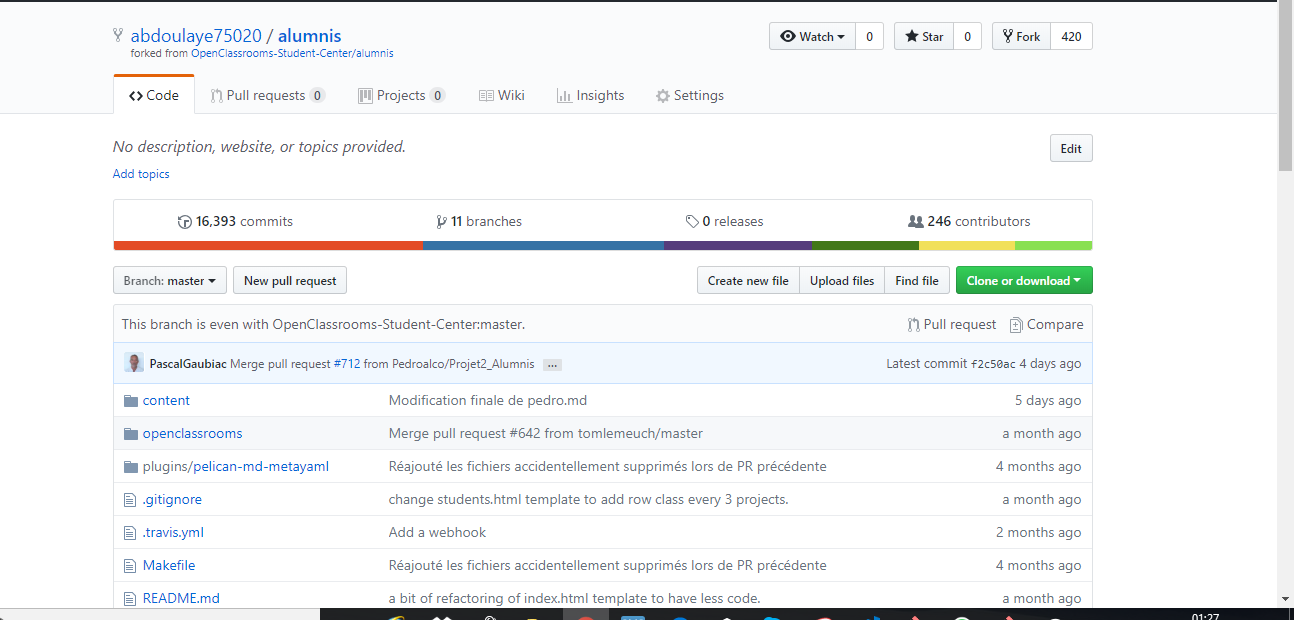 abdoulaye75020 / alumnis
Watch 0 Star 0 Fork 420
forked from OpenClassrooms-Student-Center/alumnis
Code Pull requests 0 Projects 0 Wiki Insights Settings
No description, website, or topics provided. Edit
Add topics
16,393 commits 11 branches 0 releases 246 contributors
Branch: master New pull request Create new file Upload files Find file Clone or download
This branch is even with OpenClassrooms-Student-Center:master. Pull request Compare
PascalGaubiac Merge pull request #712 from Pedroalco/Projet2_Alumnis ... Latest commit f2c50ac 4 days ago
content Modification finale de pedro.md 5 days ago
openclassrooms Merge pull request #642 from tomlemeuch/master a month ago
plugins/pelican-md-metayaml Réajouté les fichiers accidentellement supprimés lors de PR précédente 4 months ago
.gitignore change students.html template to add row class every 3 projects. a month ago
.travis.yml Add a webhook 2 months ago
Makefile Réajouté les fichiers accidentellement supprimés lors de PR précédente 4 months ago
README.md a bit of refactoring of index.html template to have less code. a month ago
01:27